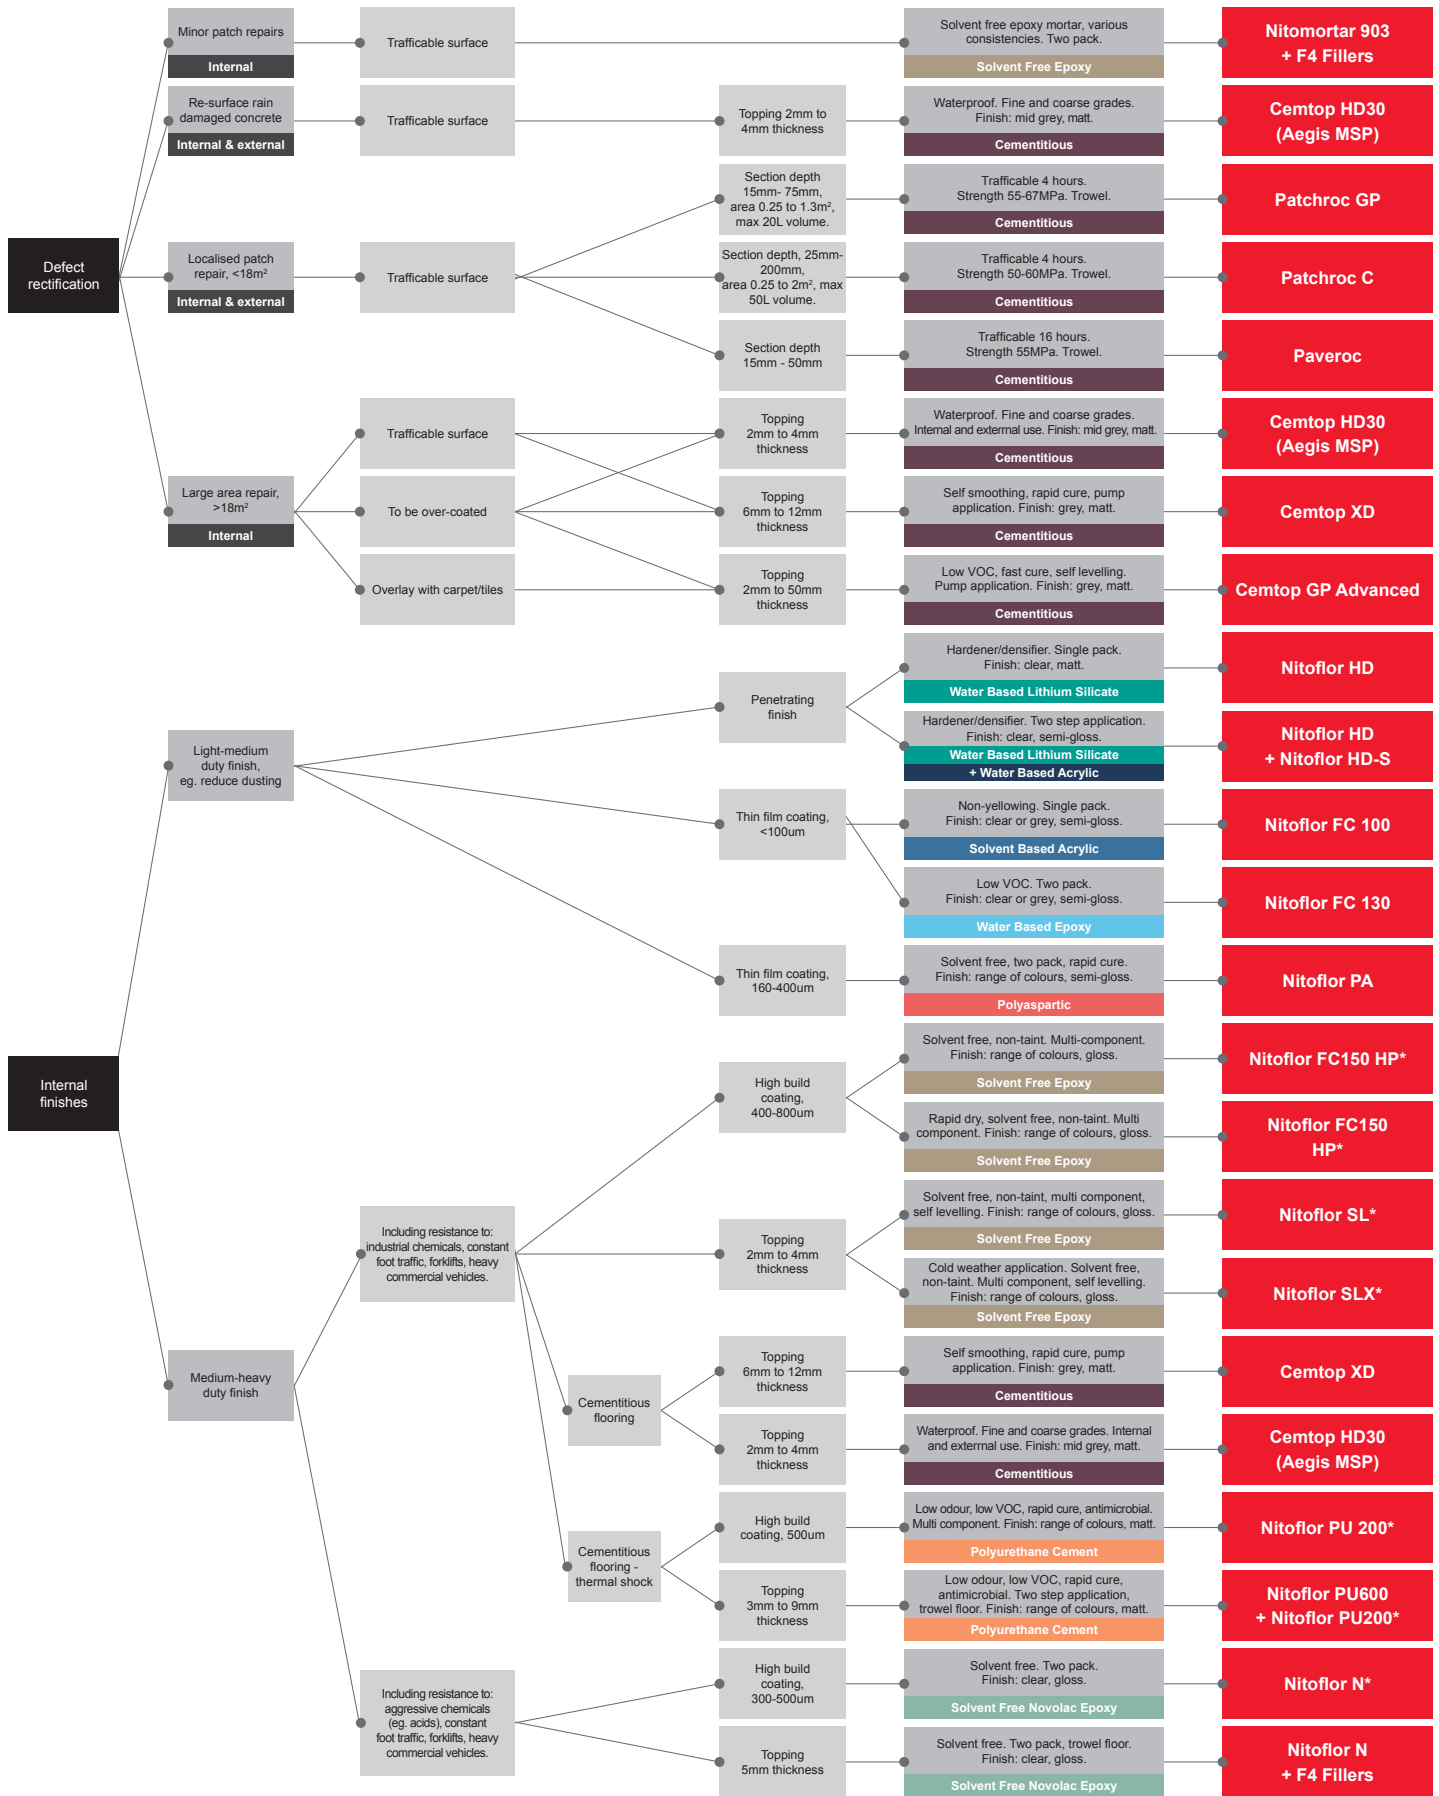 Minor patch repairs
Internal
Trafficable surface
Solvent free epoxy mortar, various
consistencies. Two pack.
Solvent Free Epoxy
Nitomortar 903
+ F4 Fillers
Re-surface rain
damaged concrete
Internal & external
Trafficable surface
Topping 2mm to
4mm thickness
Waterproof. Fine and coarse grades.
Finish: mid grey, matt.
Cementitious
Cemtop HD30
(Aegis MSP)
Section depth
15mm- 75mm,
area 0.25 to 1.3m²,
max 20L volume.
Trafficable 4 hours.
Strength 55-67MPa. Trowel.
Cementitious
Patchroc GP
Defect
rectification
Localised patch
repair, <18m²
Internal & external
Trafficable surface
Section depth, 25mm-
200mm,
area 0.25 to 2m², max
50L volume.
Trafficable 4 hours.
Strength 50-60MPa. Trowel.
Cementitious
Patchroc C
Section depth
15mm - 50mm
Trafficable 16 hours.
Strength 55MPa. Trowel.
Cementitious
Paveroc
Trafficable surface
Topping
2mm to 4mm
thickness
Waterproof. Fine and coarse grades.
Internal and exterrnal use. Finish: mid grey, matt.
Cementitious
Cemtop HD30
(Aegis MSP)
Large area repair,
>18m²
Internal
To be over-coated
Topping
6mm to 12mm
thickness
Self smoothing, rapid cure, pump
application. Finish: grey, matt.
Cementitious
Cemtop XD
Overlay with carpet/tiles
Topping
2mm to 50mm
thickness
Low VOC, fast cure, self levelling.
Pump application. Finish: grey, matt.
Cementitious
Cemtop GP Advanced
Penetrating
finish
Hardener/densifier. Single pack.
Finish: clear, matt.
Water Based Lithium Silicate
Nitoflor HD
Light-medium
duty finish,
eg. reduce dusting
Hardener/densifier. Two step application.
Finish: clear, semi-gloss.
Water Based Lithium Silicate
+ Water Based Acrylic
Nitoflor HD
+ Nitoflor HD-S
Thin film coating,
<100um
Non-yellowing. Single pack.
Finish: clear or grey, semi-gloss.
Solvent Based Acrylic
Nitoflor FC 100
Low VOC. Two pack.
Finish: clear or grey, semi-gloss.
Water Based Epoxy
Nitoflor FC 130
Thin film coating,
160-400um
Solvent free, two pack, rapid cure.
Finish: range of colours, semi-gloss.
Polyaspartic
Nitoflor PA
Internal
finishes
High build
coating,
400-800um
Solvent free, non-taint. Multi-component.
Finish: range of colours, gloss.
Solvent Free Epoxy
Nitoflor FC150 HP*
Rapid dry, solvent free, non-taint. Multi
component. Finish: range of colours, gloss.
Solvent Free Epoxy
Nitoflor FC150
HP*
Including resistance to:
industrial chemicals, constant
foot traffic, forklifts, heavy
commercial vehicles.
Topping
2mm to 4mm
thickness
Solvent free, non-taint, multi component,
self levelling. Finish: range of colours, gloss.
Solvent Free Epoxy
Nitoflor SL*
Cold weather application. Solvent free,
non-taint. Multi component, self levelling.
Finish: range of colours, gloss.
Solvent Free Epoxy
Nitoflor SLX*
Medium-heavy
duty finish
Cementitious
flooring
Topping
6mm to 12mm
thickness
Self smoothing, rapid cure, pump
application. Finish: grey, matt.
Cementitious
Cemtop XD
Topping
2mm to 4mm
thickness
Waterproof. Fine and coarse grades. Internal
and exterrnal use. Finish: mid grey, matt.
Cementitious
Cemtop HD30
(Aegis MSP)
Cementitious
flooring -
thermal shock
High build
coating, 500um
Low odour, low VOC, rapid cure, antimicrobial.
Multi component. Finish: range of colours, matt.
Polyurethane Cement
Nitoflor PU 200*
Topping
3mm to 9mm
thickness
Low odour, low VOC, rapid cure,
antimicrobial. Two step application,
trowel floor. Finish: range of colours, matt.
Polyurethane Cement
Nitoflor PU600
+ Nitoflor PU200*
Including resistance to:
aggressive chemicals
(eg. acids), constant
foot traffic, forklifts, heavy
commercial vehicles.
High build
coating,
300-500um
Solvent free. Two pack.
Finish: clear, gloss.
Solvent Free Novolac Epoxy
Nitoflor N*
Topping
5mm thickness
Solvent free. Two pack, trowel floor.
Finish: clear, gloss.
Solvent Free Novolac Epoxy
Nitoflor N
+ F4 Fillers